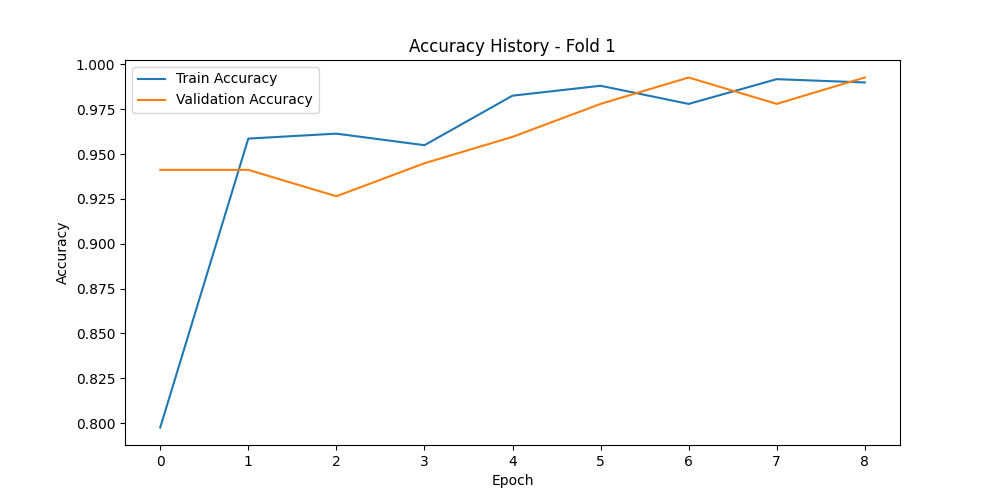 Accuracy History - Fold 1
Train Accuracy
Validation Accuracy
1.000
0.975
0.950
0.925
0.900
0.875
0.850
0.825
0.800
Accuracy
0 1 2 3 4 5 6 7 8
Epoch